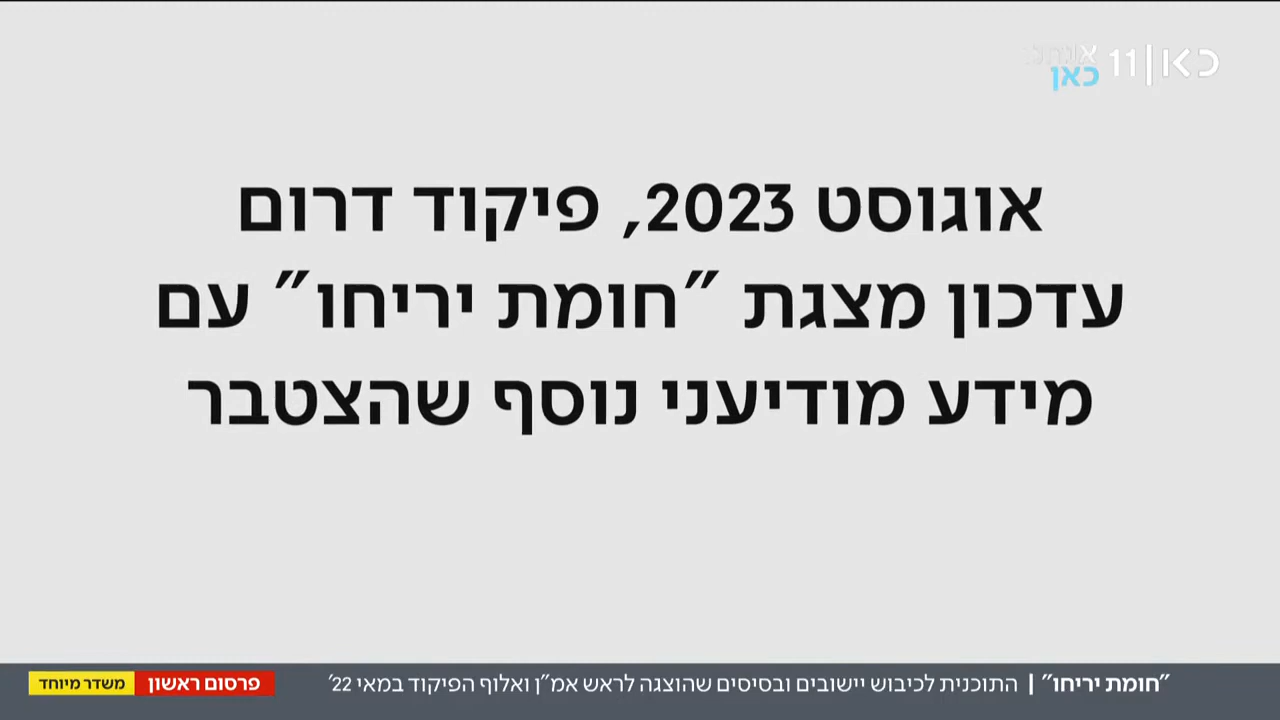 כאן 11
כאן
אוגוסט 2023, פיקוד דרום
עדכון מצגת "חומת יריחו" עם
מידע מודיעני נוסף שהצטבר
"חומת יריחו" | התוכנית לכיבוש יישובים ובסיסים שהוצגה לראש אמ"ן ואלוף הפיקוד במאי 22'
פרסום ראשון
משדר מיוחד